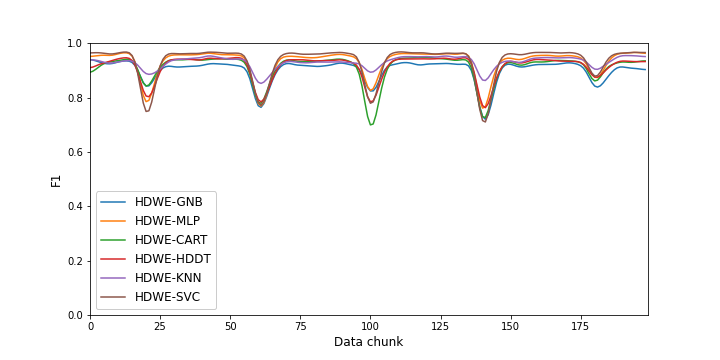 1.0
0.8
0.6
0.4
0.2
0.0
F1
HDWE-GNB
HDWE-MLP
HDWE-CART
HDWE-HDDT
HDWE-KNN
HDWE-SVC
0 25 50 75 100 125 150 175
Data chunk